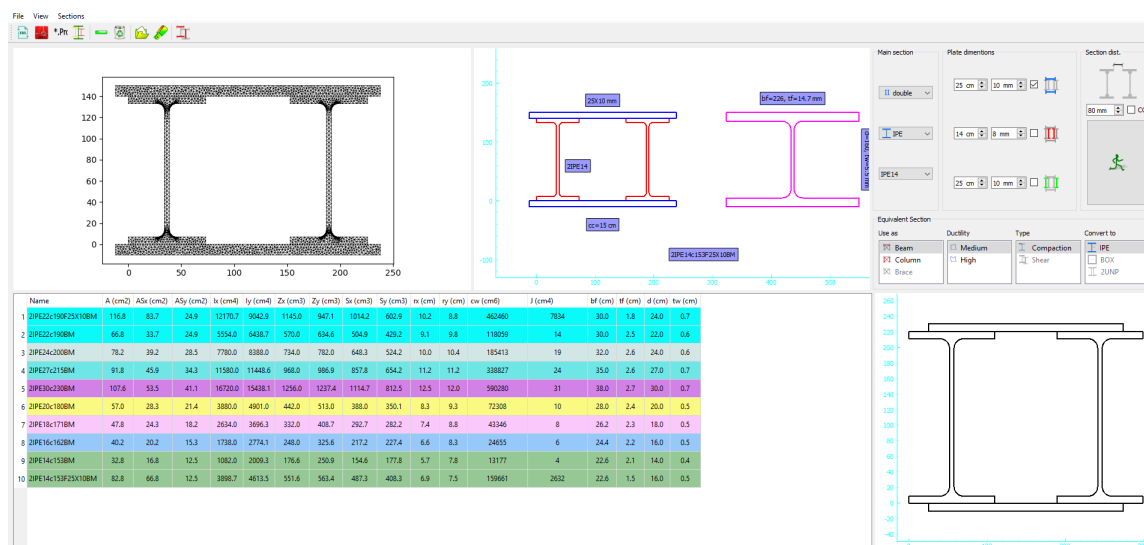 File View Sections
*.Pro
140
120
100
80
60
40
20
0
0 50 100 150 200 250
200
100
0
-100
0 100 200 300 400 500
25X10 mm
2IPE14
cc=15 cm
bf=226, tf=14.7 mm
2IPE14c153F25X10BM
Main section
II double
IPE
IPE14
Plate dimentions
25 cm 10 mm
14 cm 8 mm
25 cm 10 mm
Section dist.
80 mm
Equivalent Section
Use as Ductility Type Convert to
Beam Medium Compaction IPE
Column High Shear BOX
Brace 2UNP
Name A (cm2) ASx (cm2) ASy (cm2) Ix (cm4) Iy (cm4) Zx (cm3) Zy (cm3) Sx (cm3) Sy (cm3) rx (cm) ry (cm) cw (cm6) J (cm4) bf (cm) tf (cm) d (cm) tw (cm)
1 2IPE22c190F25X10BM 116.8 83.7 24.9 12170.7 9042.9 1145.0 947.1 1014.2 602.9 10.2 8.8 462460 7834 30.0 1.8 24.0 0.7
2 2IPE22c190BM 66.8 33.7 24.9 5554.0 6438.7 570.0 634.6 504.9 429.2 9.1 9.8 118059 14 30.0 2.5 22.0 0.6
3 2IPE24c200BM 78.2 39.2 28.5 7780.0 8388.0 734.0 782.0 648.3 524.2 10.0 10.4 185413 19 32.0 2.6 24.0 0.6
4 2IPE27c215BM 91.8 45.9 34.3 11580.0 11448.6 968.0 986.9 857.8 654.2 11.2 11.2 338827 24 35.0 2.6 27.0 0.7
5 2IPE30c230BM 107.6 53.5 41.1 16720.0 15438.1 1256.0 1237.4 1114.7 812.5 12.5 12.0 590280 31 38.0 2.7 30.0 0.7
6 2IPE20c180BM 57.0 28.3 21.4 3880.0 4901.0 442.0 513.0 388.0 350.1 8.3 9.3 72308 10 28.0 2.4 20.0 0.5
7 2IPE18c171BM 47.8 24.3 18.2 2634.0 3696.3 332.0 408.7 292.7 282.2 7.4 8.8 43346 8 26.2 2.3 18.0 0.5
8 2IPE16c162BM 40.2 20.2 15.3 1738.0 2774.1 248.0 325.6 217.2 227.4 6.6 8.3 24655 6 24.4 2.2 16.0 0.5
9 2IPE14c153BM 32.8 16.8 12.5 1082.0 2009.3 176.6 250.9 154.6 177.8 5.7 7.8 13177 4 22.6 2.1 14.0 0.4
10 2IPE14c153F25X10BM 82.8 66.8 12.5 3898.7 4613.5 551.6 563.4 487.3 408.3 6.9 7.5 159661 2632 22.6 1.5 16.0 0.5
260
240
220
200
180
160
140
120
100
80
60
40
20
0
-20
-40
0 100 200